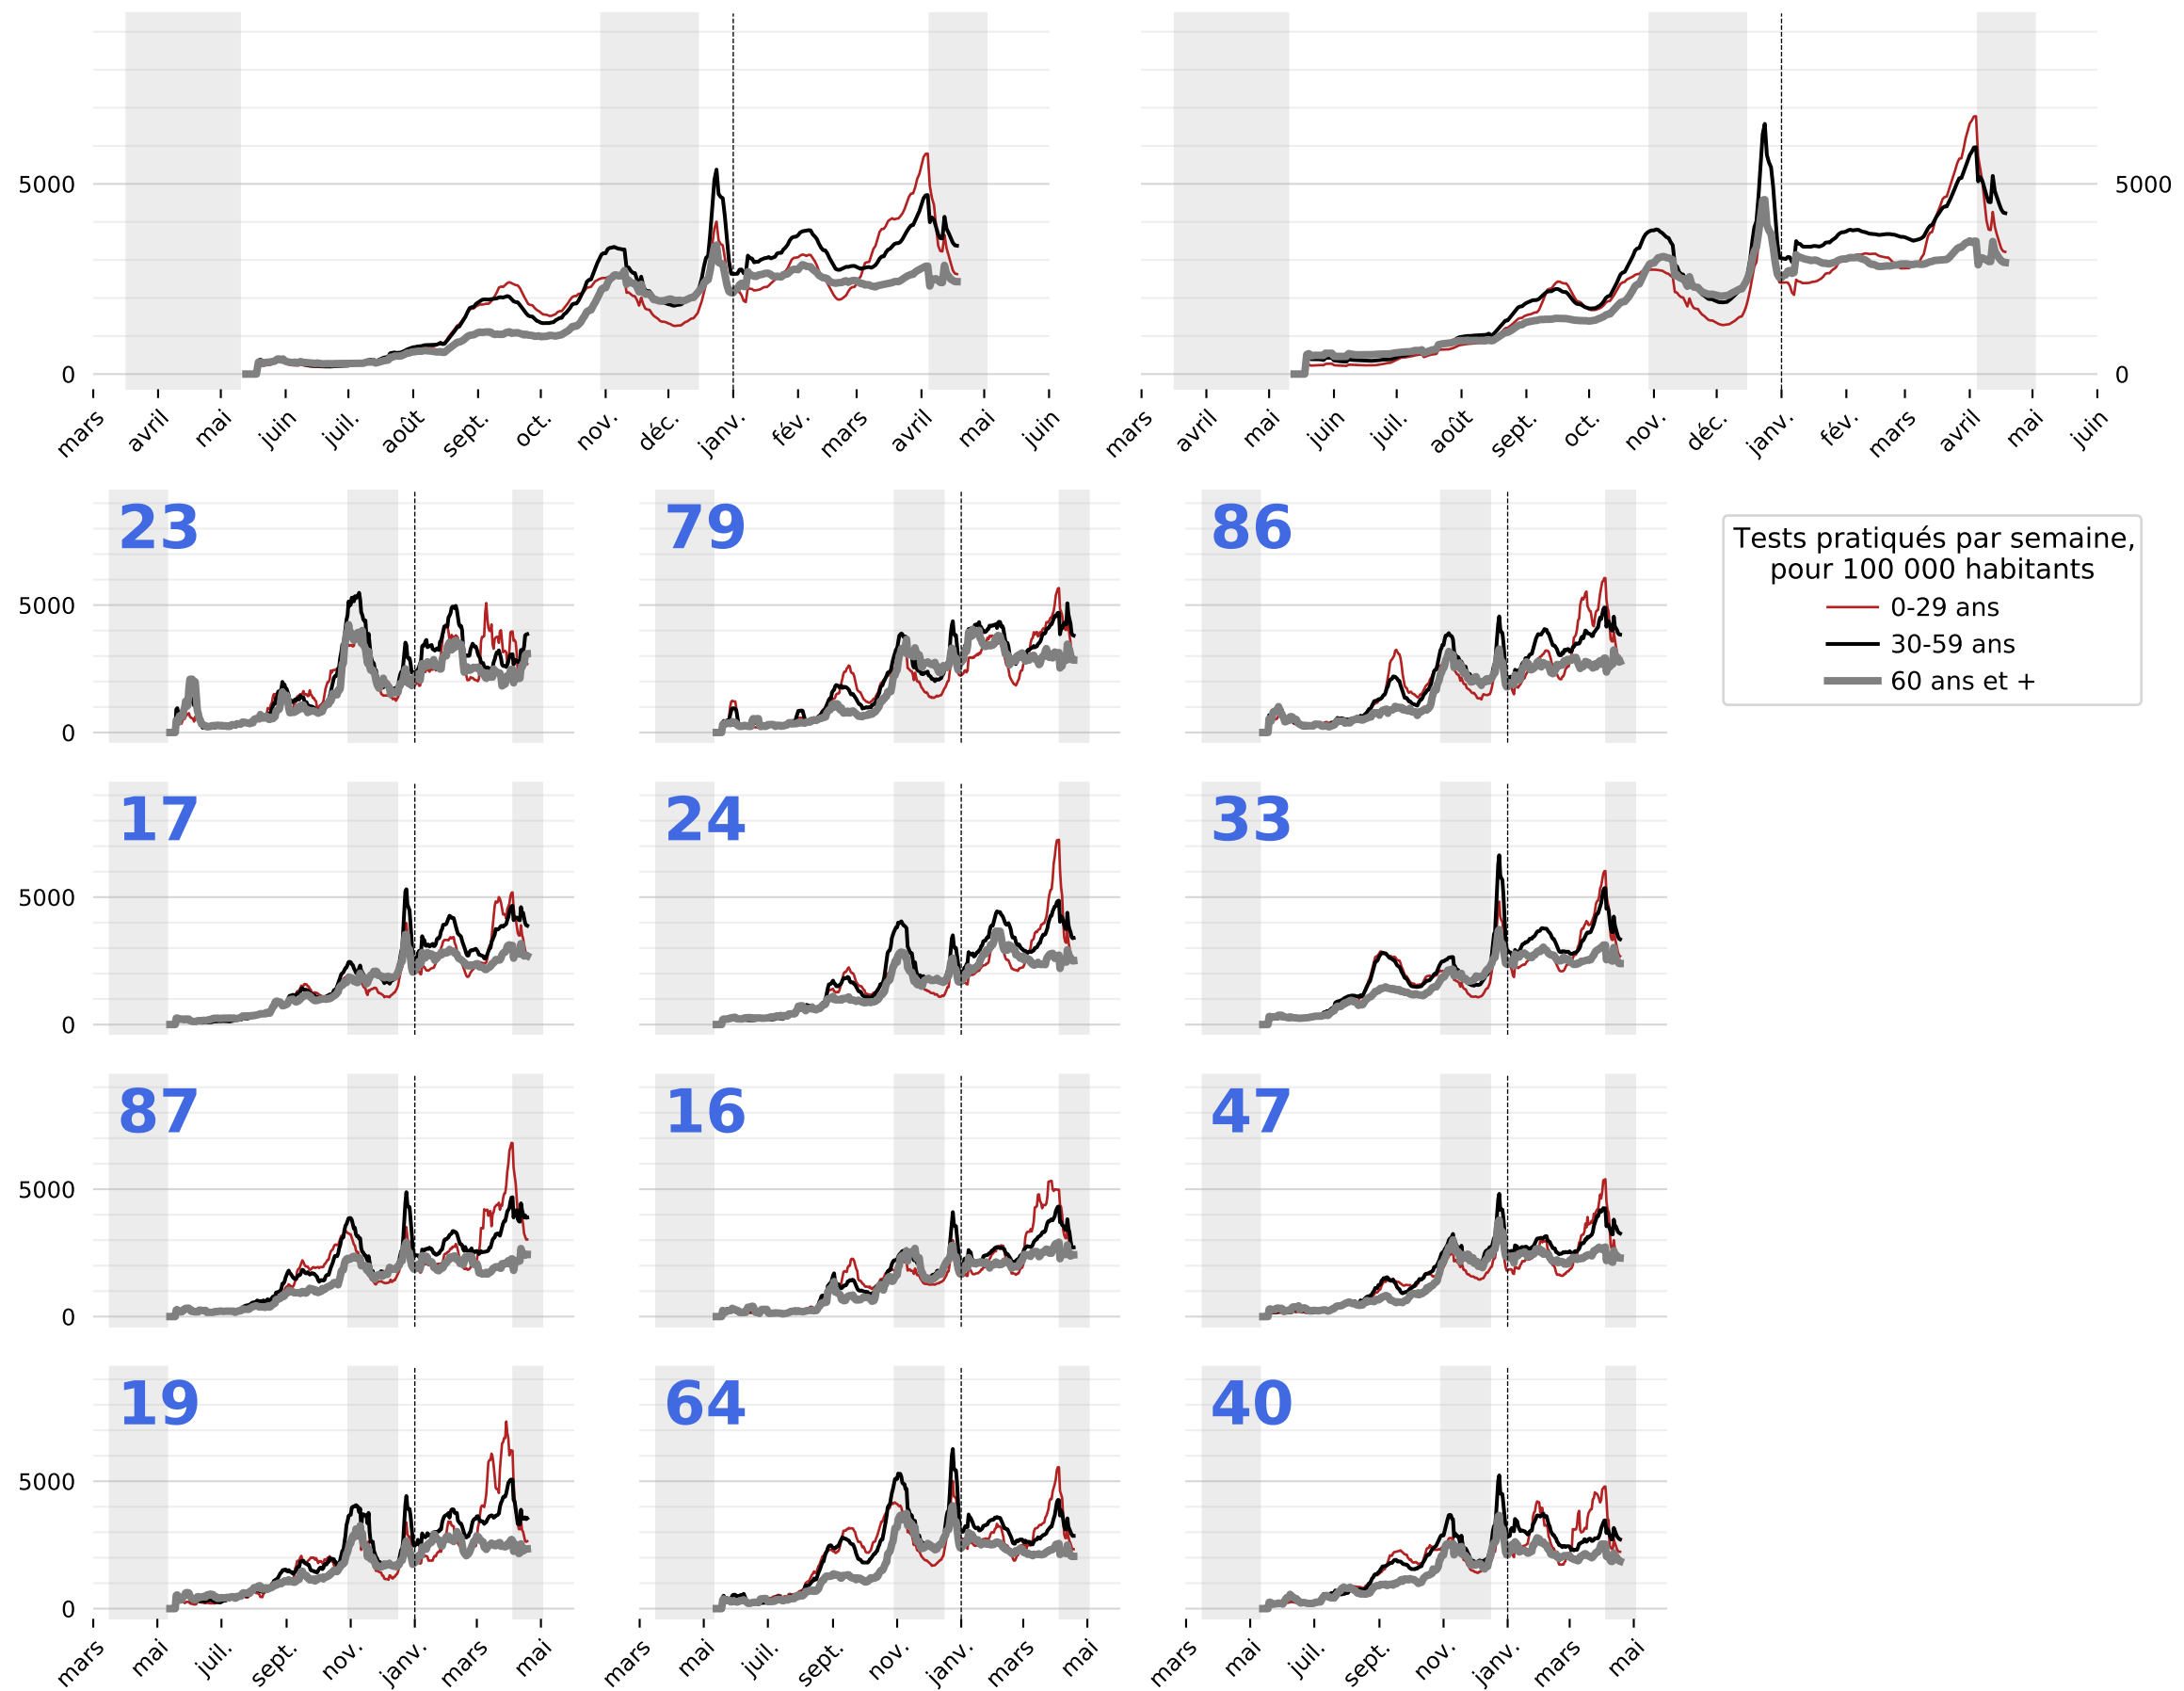 5000
0
mars avril mai juin juil. août sept. oct. nov. déc. janv. fév. mars avril mai juin
5000
0
mars avril mai juin juil. août sept. oct. nov. déc. janv. fév. mars avril mai juin
23
5000
0
79
86
Tests pratiqués par semaine,
pour 100 000 habitants
0-29 ans
30-59 ans
60 ans et +
17
5000
0
24
33
87
5000
0
16
47
19
5000
0
mars mai juil. sept. nov. janv. mars mai
64
mars mai juil. sept. nov. janv. mars mai
40
mars mai juil. sept. nov. janv. mars mai